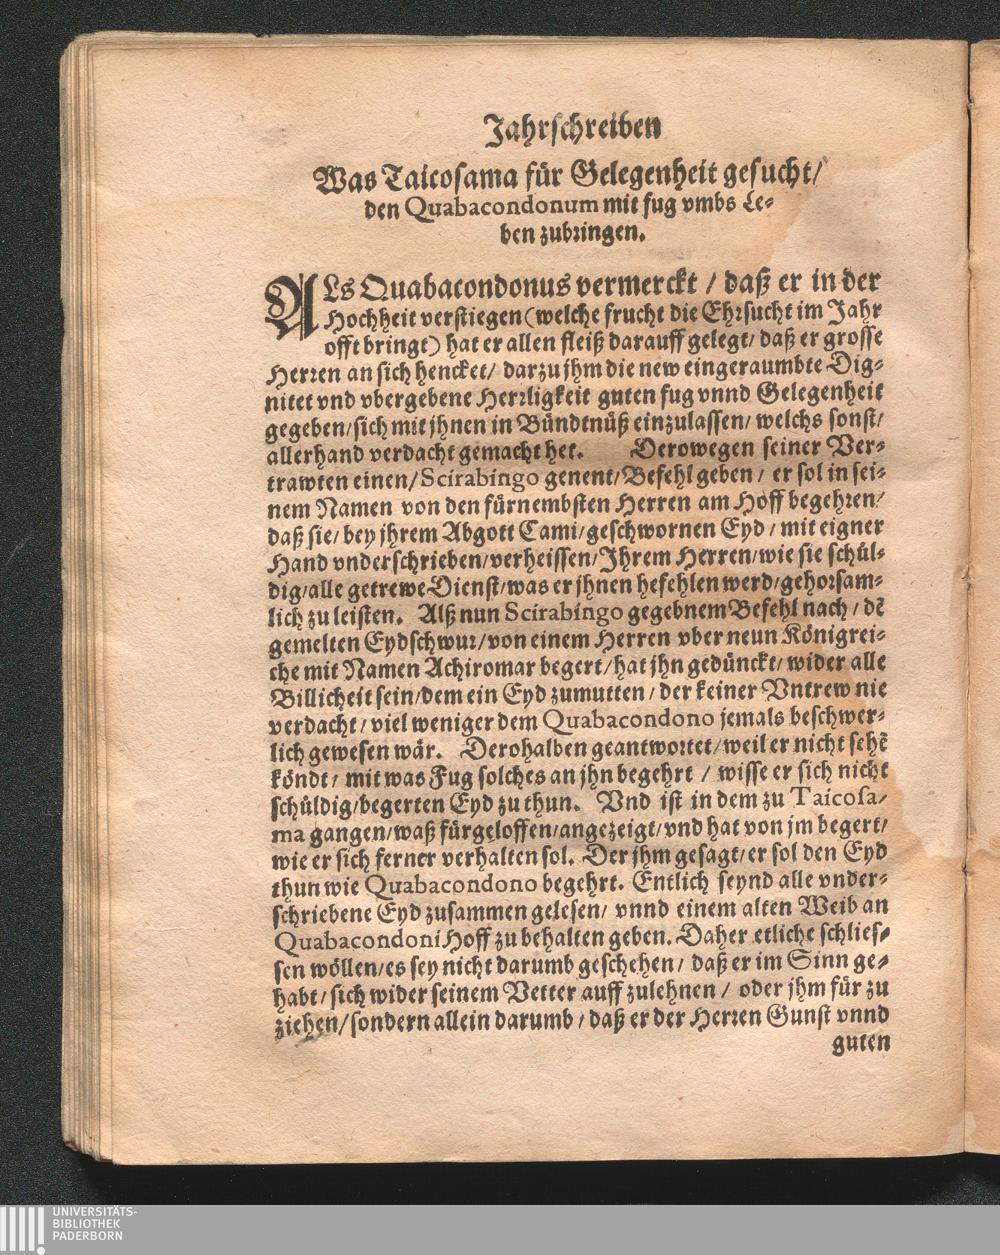 Jahrschreiben
Was Taicosama für Gelegenheit gesucht/
den Quabacondonum mit fug vmbs Le-
ben zubringen.
ALs Quabacondonus vermerckt / daß er in der
Hochheit verstiegen (welche frucht die Ehrsucht im Jahr
offt bringt) hat er allen fleiß darauff gelegt/ daß er grosse
Herren an sich hencket/ darzu jhm die new eingeraumbte Dig-
nitet vnd vbergebene Herrligkeit guten fug vnnd Gelegenheit
gegeben/ sich mit jhnen in Bündtnüß einzulassen/ welchs sonst/
allerhand verdacht gemacht het. Derowegen seiner Ver-
trawten einen/ Scirabingo genent/ Befehl geben / er sol in sei-
nem Namen von den fürnembsten Herren am Hoff begehren/
daß sie/ bey jhrem Abgott Cami/ geschwornen Eyd / mit eigner
Hand vnderschrieben/ verheissen/ Jhrem Herren/ wie sie schül-
dig/ alle getrewe Dienst/ was er jhnen hefehlen werd/ gehorsam-
lich zu leisten. Alß nun Scirabingo gegebnem Befehl nach / dē
gemelten Eydschwur/ von einem Herren vber neun Königrei-
che mit Namen Achiromar begert/ hat jhn gedünckt/ wider alle
Billicheit sein/ dem ein Eyd zumutten / der keiner Vntrew nie
verdacht / viel weniger dem Quabacondono jemals beschwer-
lich gewesen wär. Derohalben geantwortet/ weil er nicht sehē
köndt / mit was Fug solches an jhn begehrt / wisse er sich nicht
schüldig/ begerten Eyd zu thun. Vnd ist in dem zu Taicosa-
ma gangen/ waß fürgeloffen/ angezeigt/ vnd hat von jm begert/
wie er sich ferner verhalten sol. Der jhm gesagt/ er sol den Eyd
thun wie Quabacondono begehrt. Entlich seynd alle vnder-
schriebene Eyd zusammen gelesen/ vnnd einem alten Weib an
Quabacondoni Hoff zu behalten geben. Daher etliche schlies-
sen wöllen/ es sey nicht darumb geschehen / daß er im Sinn ge-
habt / sich wider seinem Vetter auff zulehnen / oder jhm für zu
ziehen/ sondern allein darumb / daß er der Herren Gunst vnnd
guten
UNIVERSITÄTS-
BIBLIOTHEK
PADERBORN